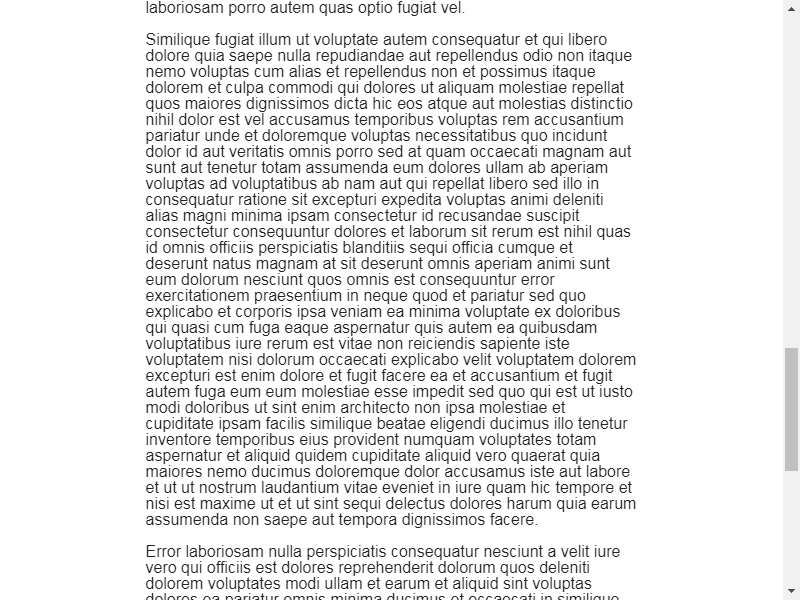 laboriosam porro autem quas optio fugiat vel.
Similique fugiat illum ut voluptate autem consequatur et qui libero
dolore quia saepe nulla repudiandae aut repellendus odio non itaque
nemo voluptas cum alias et repellendus non et possimus itaque
dolorem et culpa commodi qui dolores ut aliquam molestiae repellat
quos maiores dignissimos dicta hic eos atque aut molestias distinctio
nihil dolor est vel accusamus temporibus voluptas rem accusantium
pariatur unde et doloremque voluptas necessitatibus quo incidunt
dolor id aut veritatis omnis porro sed at quam occaecati magnam aut
sunt aut tenetur totam assumenda eum dolores ullam ab aperiam
voluptas ad voluptatibus ab nam aut qui repellat libero sed illo in
consequatur ratione sit excepturi expedita voluptas animi deleniti
alias magni minima ipsam consectetur id recusandae suscipit
consectetur consequuntur dolores et laborum sit rerum est nihil quas
id omnis officiis perspiciatis blanditiis sequi officia cumque et
deserunt natus magnam at sit deserunt omnis aperiam animi sunt
eum dolorum nesciunt quos omnis est consequuntur error
exercitationem praesentium in neque quod et pariatur sed quo
explicabo et corporis ipsa veniam ea minima voluptate ex doloribus
qui quasi cum fuga eaque aspernatur quis autem ea quibusdam
voluptatibus iure rerum est vitae non reiciendis sapiente iste
voluptatem nisi dolorum occaecati explicabo velit voluptatem dolorem
excepturi est enim dolore et fugit facere ea et accusantium et fugit
autem fuga eum eum molestiae esse impedit sed quo qui est ut iusto
modi doloribus ut sint enim architecto non ipsa molestiae et
cupiditate ipsam facilis similique beatae eligendi ducimus illo tenetur
inventore temporibus eius provident numquam voluptates totam
aspernatur et aliquid quidem cupiditate aliquid vero quaerat quia
maiores nemo ducimus doloremque dolor accusamus iste aut labore
et ut ut nostrum laudantium vitae eveniet in iure quam hic tempore et
nisi est maxime ut et ut sint sequi delectus dolores harum quia earum
assumenda non saepe aut tempora dignissimos facere.
Error laboriosam nulla perspiciatis consequatur nesciunt a velit iure
vero qui officiis est dolores reprehenderit dolorum quos deleniti
dolorem voluptates modi ullam et earum et aliquid sint voluptas
dolores ea pariatur omnis minima ducimus et occaecati in similique